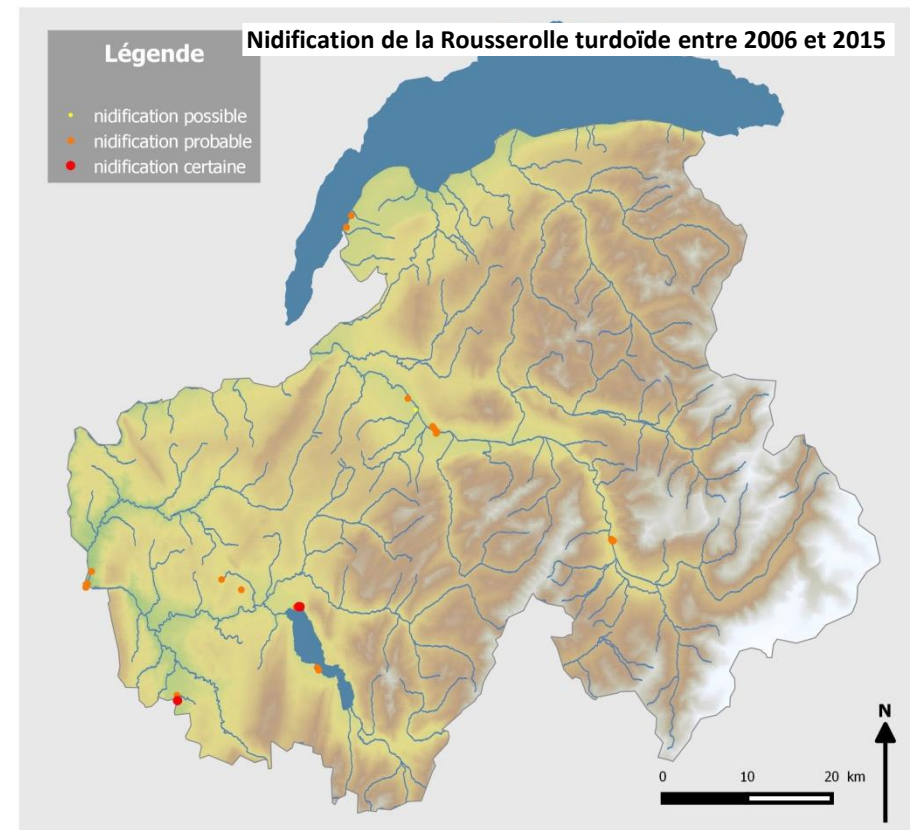 Nidification de la Rousserolle turdoïde entre 2006 et 2015
Légende
nidification possible
nidification probable
nidification certaine
N
0 10 20 km